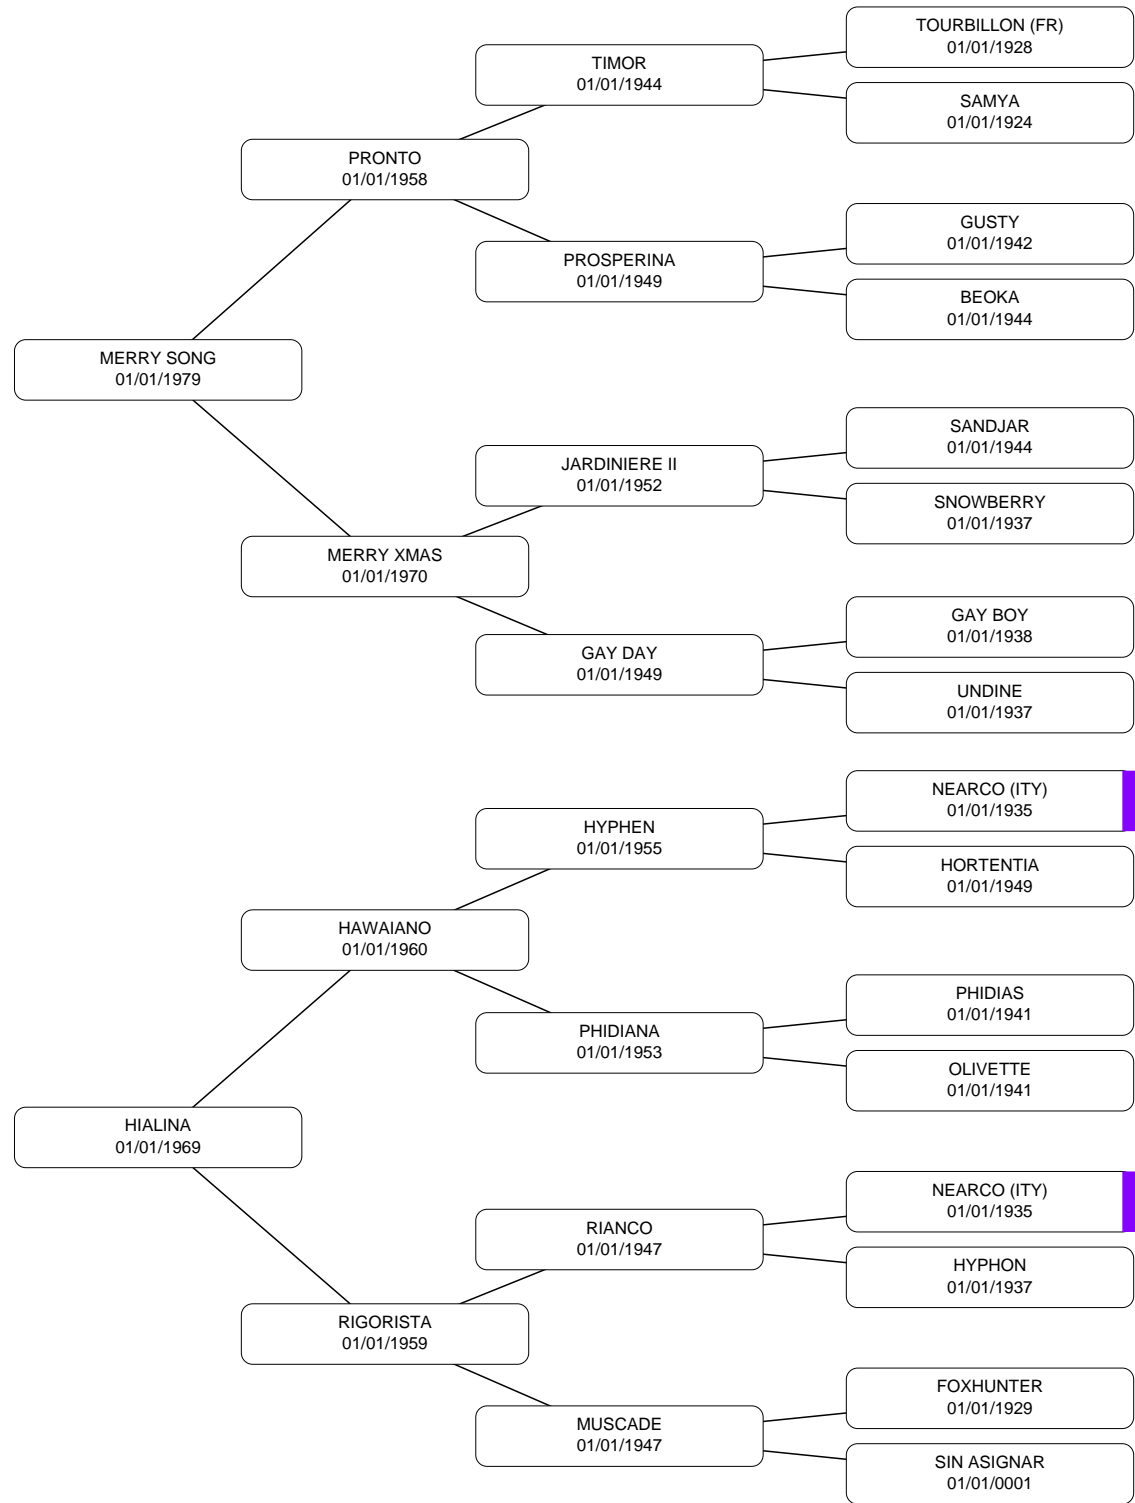 TOURBILLON (FR)
01/01/1928
TIMOR
01/01/1944
SAMYA
01/01/1924
PRONTO
01/01/1958
GUSTY
01/01/1942
PROSPERINA
01/01/1949
BEOKA
01/01/1944
MERRY SONG
01/01/1979
SANDJAR
01/01/1944
JARDINIERE II
01/01/1952
SNOWBERRY
01/01/1937
MERRY XMAS
01/01/1970
GAY BOY
01/01/1938
GAY DAY
01/01/1949
UNDINE
01/01/1937
NEARCO (ITY)
01/01/1935
HYPHEN
01/01/1955
HORTENTIA
01/01/1949
HAWAIANO
01/01/1960
PHIDIAS
01/01/1941
PHIDIANA
01/01/1953
OLIVETTE
01/01/1941
HIALINA
01/01/1969
NEARCO (ITY)
01/01/1935
RIANCO
01/01/1947
HYPHON
01/01/1937
RIGORISTA
01/01/1959
FOXHUNTER
01/01/1929
MUSCADE
01/01/1947
SIN ASIGNAR
01/01/0001